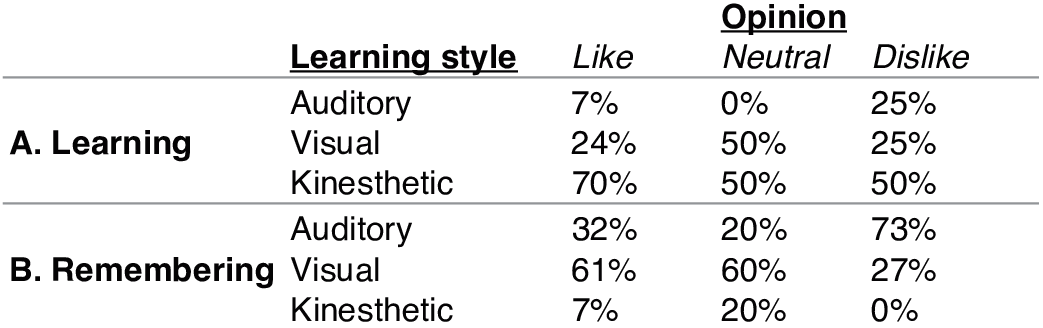 Opinion
Learning style Like Neutral Dislike
Auditory 7% 0% 25%
A. Learning Visual 24% 50% 25%
Kinesthetic 70% 50% 50%
Auditory 32% 20% 73%
B. Remembering Visual 61% 60% 27%
Kinesthetic 7% 20% 0%